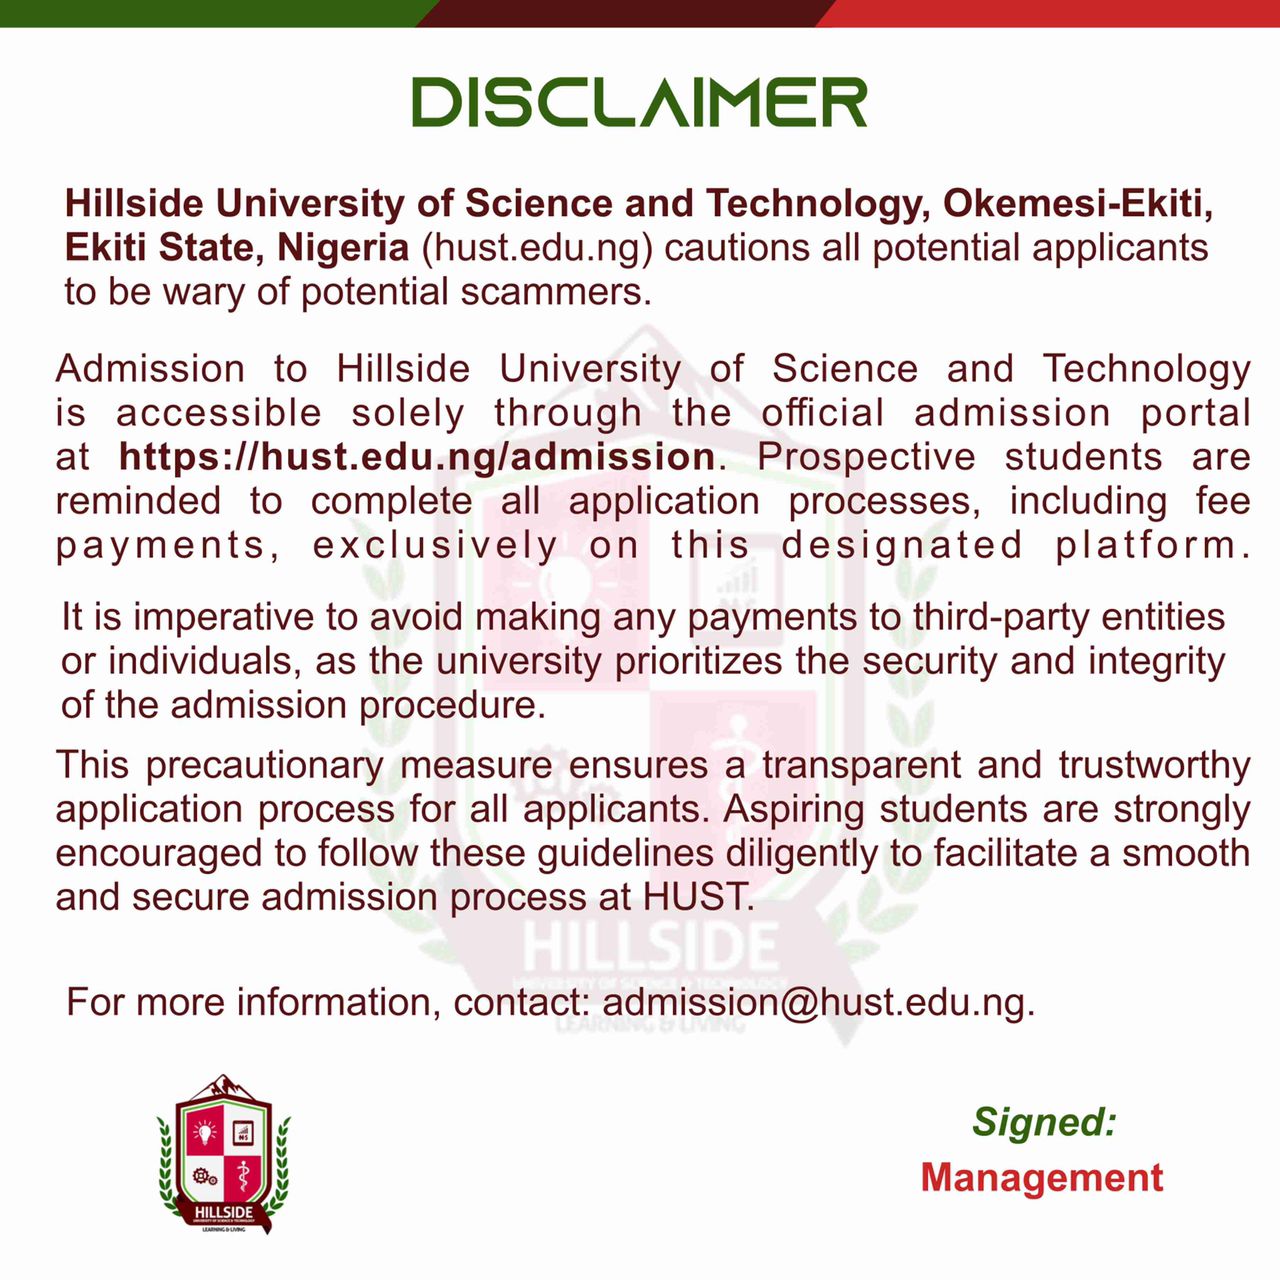 DISCLAIMER
Hillside University of Science and Technology, Okemesi-Ekiti,
Ekiti State, Nigeria (hust.edu.ng) cautions all potential applicants
to be wary of potential scammers.
Admission to Hillside University of Science and Technology
is accessible solely through the official admission portal
at https://hust.edu.ng/admission. Prospective students are
reminded to complete all application processes, including fee
payments, exclusively on this designated platform.
It is imperative to avoid making any payments to third-party entities
or individuals, as the university prioritizes the security and integrity
of the admission procedure.
This precautionary measure ensures a transparent and trustworthy
application process for all applicants. Aspiring students are strongly
encouraged to follow these guidelines diligently to facilitate a smooth
and secure admission process at HUST.
HILLSIDE
UNIVERSITY OF SCIENCE & TECHNOLOGY
LEARNING & LIVING
For more information, contact: admission@hust.edu.ng.
HILLSIDE
UNIVERSITY OF SCIENCE & TECHNOLOGY
LEARNING & LIVING
Signed:
Management